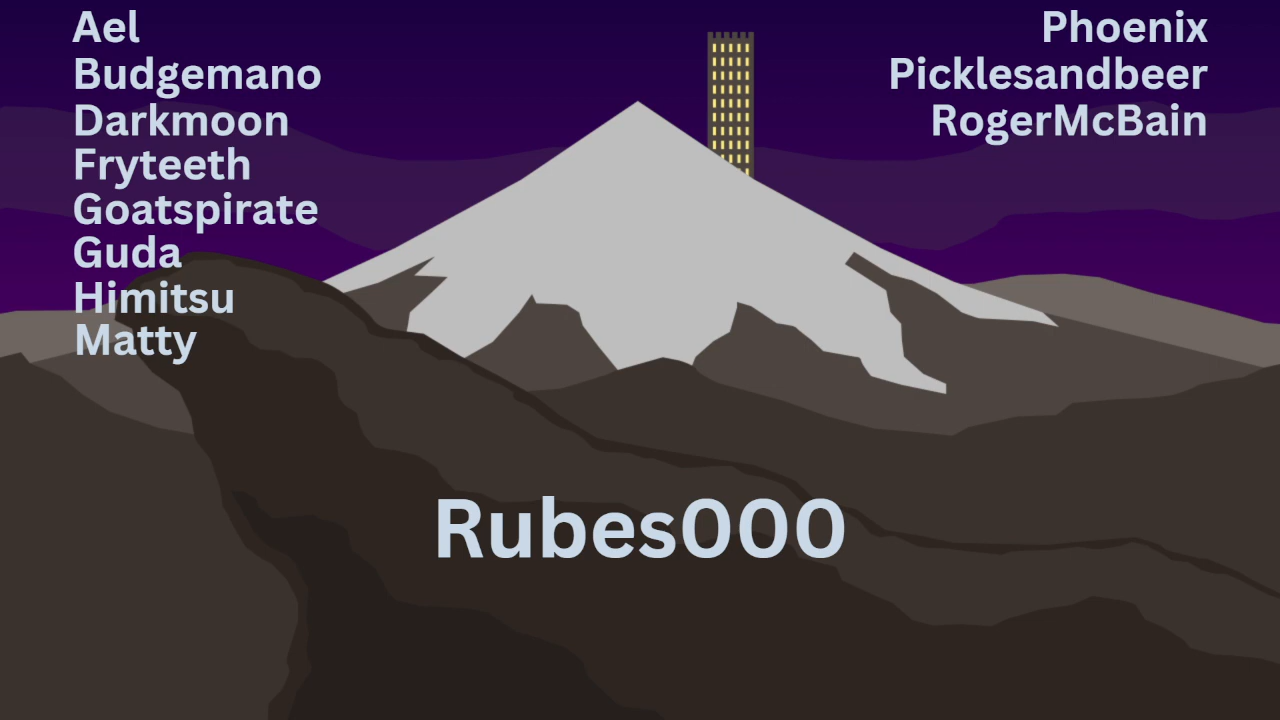 Ael
Budgemano
Darkmoon
Fryteeth
Goatspirate
Guda
Himitsu
Matty
Phoenix
Picklesandbeer
RogerMcBain
Rubes000